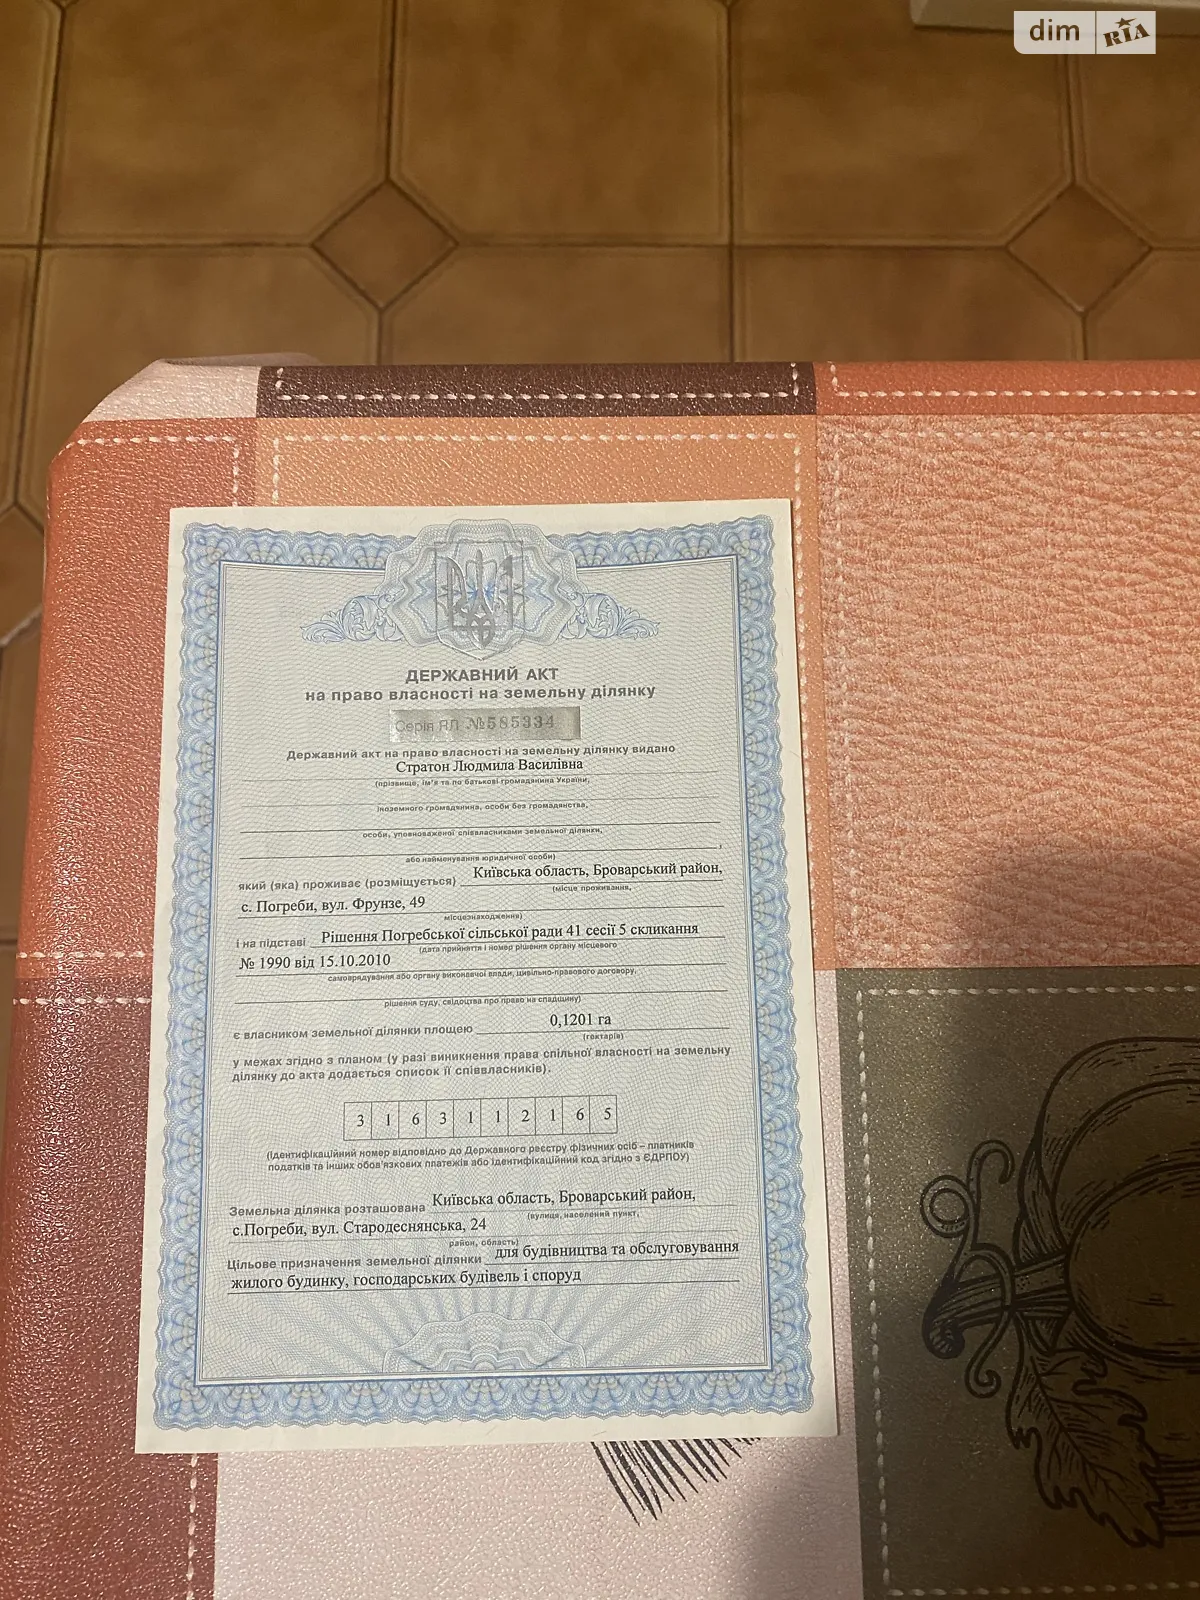 dim RIA
ДЕРЖАВНИЙ АКТ
на право власності на земельну ділянку
Серія ЯЛ №585334
Державний акт на право власності на земельну ділянку видано
Стратон Людмила Василівна
(прізвище, ім'я та по батькові громадянина України,
іноземного громадянина, особи без громадянства,
особи, уповноваженої співвласниками земельної ділянки,
,
або найменування юридичної особи)
який (яка) проживає (розміщується) Київська область, Броварський район,
(місце проживання,
с. Погреби, вул. Фрунзе, 49
місцезнаходження)
і на підставі Рішення Погребської сільської ради 41 сесії 5 скликання
(дата прийняття і номер рішення органу місцевого
№ 1990 від 15.10.2010
самоврядування або органу виконавчої влади, цивільно-правового договору,
рішення суду, свідоцтва про право на спадщину)
є власником земельної ділянки площею 0,1201 га
(гектарів)
у межах згідно з планом (у разі виникнення права спільної власності на земельну
ділянку до акта додається список її співвласників).
3 1 6 3 1 1 2 1 6 5
(Ідентифікаційний номер відповідно до Державного реєстру фізичних осіб – платників
податків та інших обов'язкових платежів або ідентифікаційний код згідно з ЄДРПОУ)
Земельна ділянка розташована Київська область, Броварський район,
(вулиця, населений пункт,
с.Погреби, вул. Стародеснянська, 24
район, область)
Цільове призначення земельної ділянки для будівництва та обслуговування
жилого будинку, господарських будівель і споруд